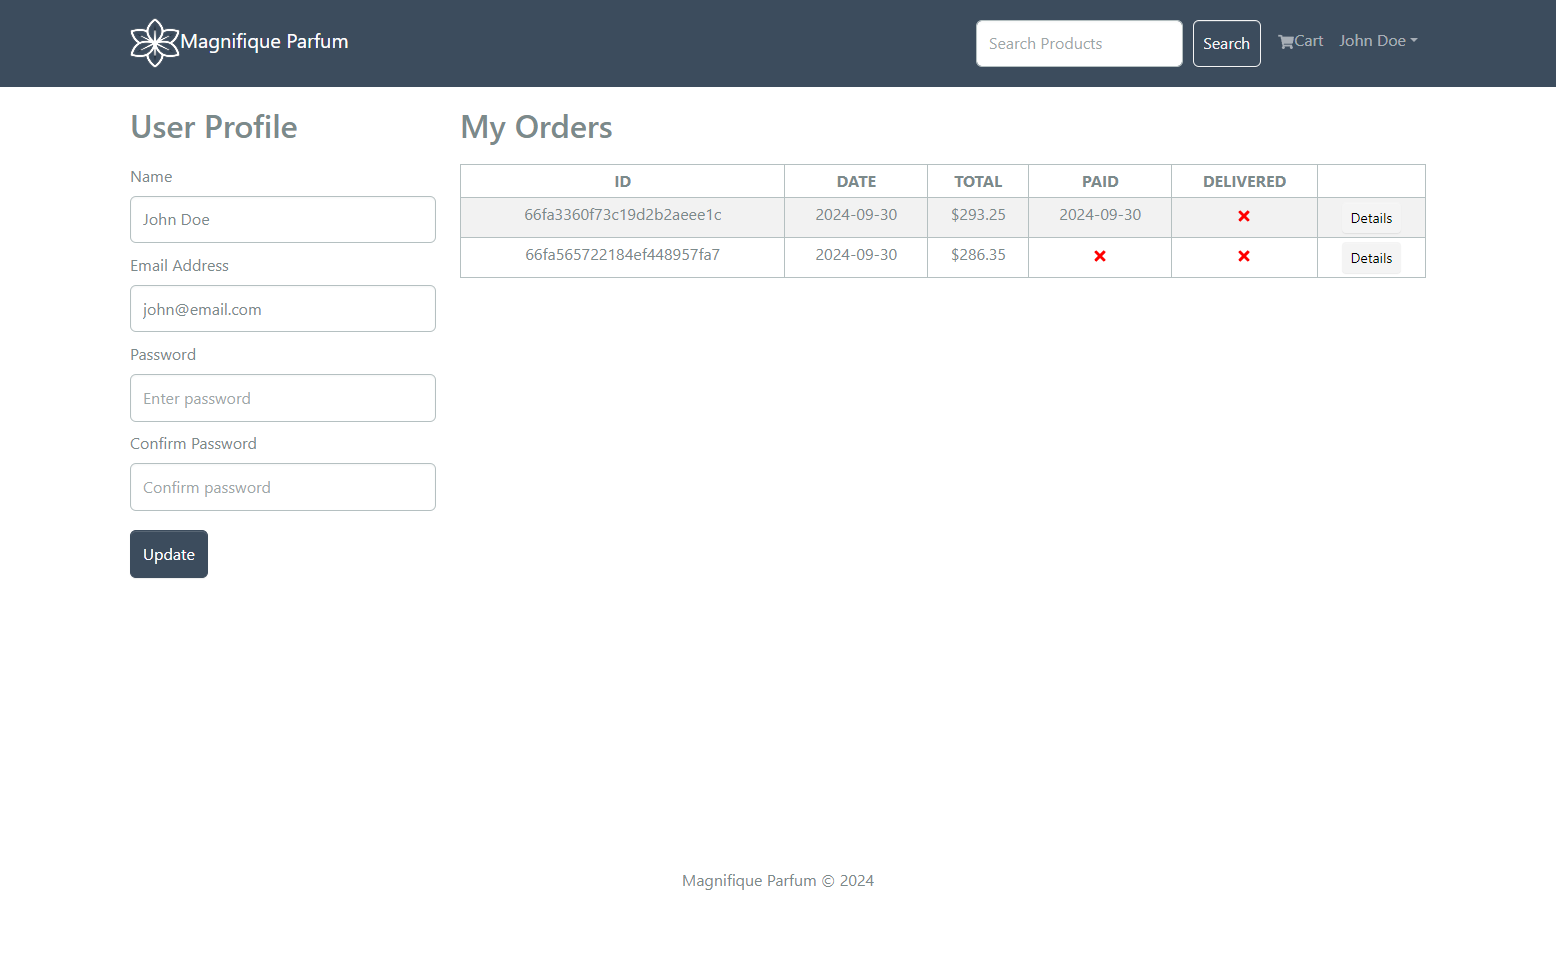 Magnifique Parfum
Search Products
Search
Cart
John Doe
User Profile
Name
John Doe
Email Address
john@email.com
Password
Enter password
Confirm Password
Confirm password
Update
My Orders
ID DATE TOTAL PAID DELIVERED
66fa3360f73c19d2b2aeee1c 2024-09-30 $293.25 2024-09-30 Details
66fa565722184ef448957fa7 2024-09-30 $286.35 Details
Magnifique Parfum © 2024